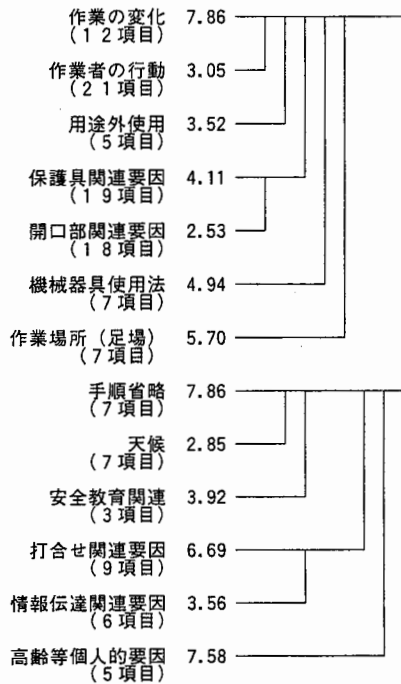 作業の変化 7.86
(12項目)
作業者の行動 3.05
(21項目)
用途外使用 3.52
(5項目)
保護具関連要因 4.11
(19項目)
開口部関連要因 2.53
(18項目)
機械器具使用法 4.94
(7項目)
作業場所(足場) 5.70
(7項目)
手順省略 7.86
(7項目)
天候 2.85
(7項目)
安全教育関連 3.92
(3項目)
打合せ関連要因 6.69
(9項目)
情報伝達関連要因 3.56
(6項目)
高齢等個人的要因 7.58
(5項目)